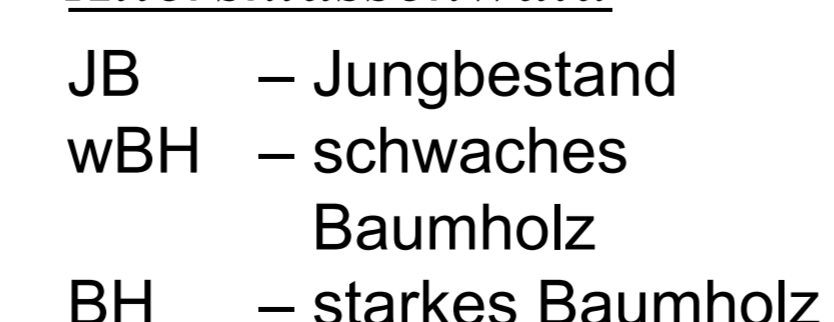 JB – Jungbestand
wBH – schwaches
Baumholz
BH – starkes Baumholz